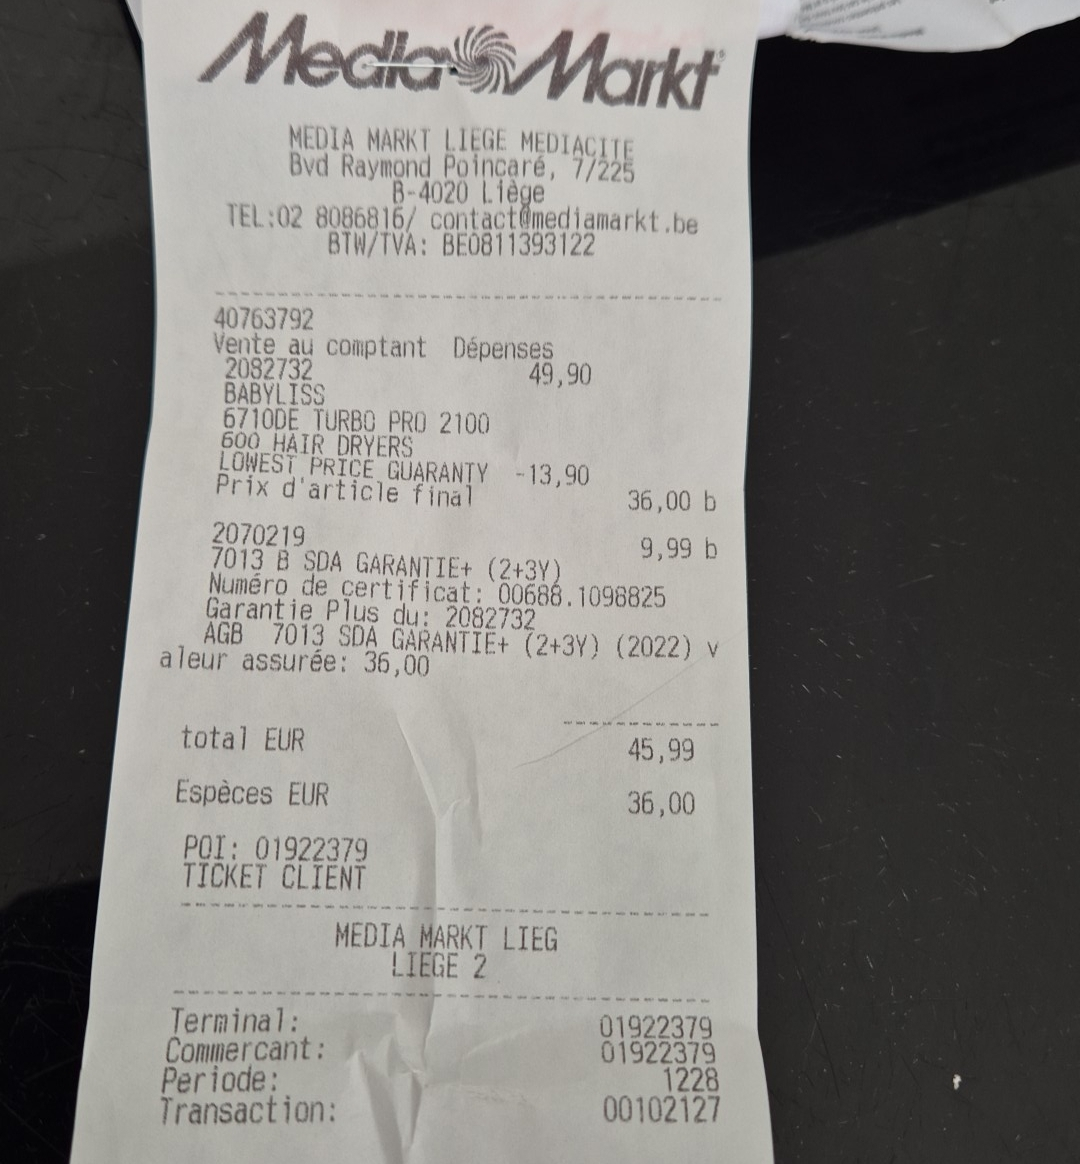 Media Markt
MEDIA MARKT LIEGE MEDIACITE
Bvd Raymond Poincaré, 7/225
B-4020 Liège
TEL:02 8086816/ contact@mediamarkt.be
BTW/TVA: BE0811393122
40763792
Vente au comptant Dépenses
2082732 49,90
BABYLISS
6710DE TURBO PRO 2100
600 HAIR DRYERS
LOWEST PRICE GUARANTY -13,90
Prix d'article final 36,00 b
2070219 9,99 b
7013 B SDA GARANTIE+ (2+3Y)
Numéro de certificat: 00688.1098825
Garantie Plus du: 2082732
AGB 7013 SDA GARANTIE+ (2+3Y) (2022) v
aleur assurée: 36,00
total EUR 45,99
Espèces EUR 36,00
POI: 01922379
TICKET CLIENT
MEDIA MARKT LIEG
LIEGE 2
Terminal: 01922379
Commercant: 01922379
Periode: 1228
Transaction: 00102127